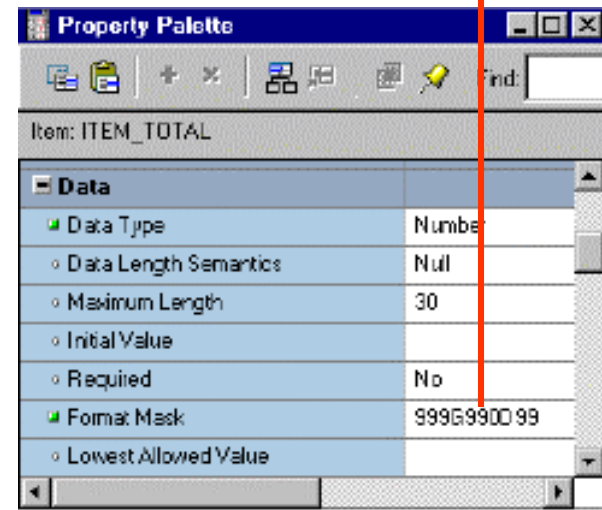 Property Palette
Find:
Item: ITEM_TOTAL
Data
Data Type Number
Data Length Semantics Null
Maximum Length 30
Initial Value
Required No
Format Mask 999G990D99
Lowest Allowed Value